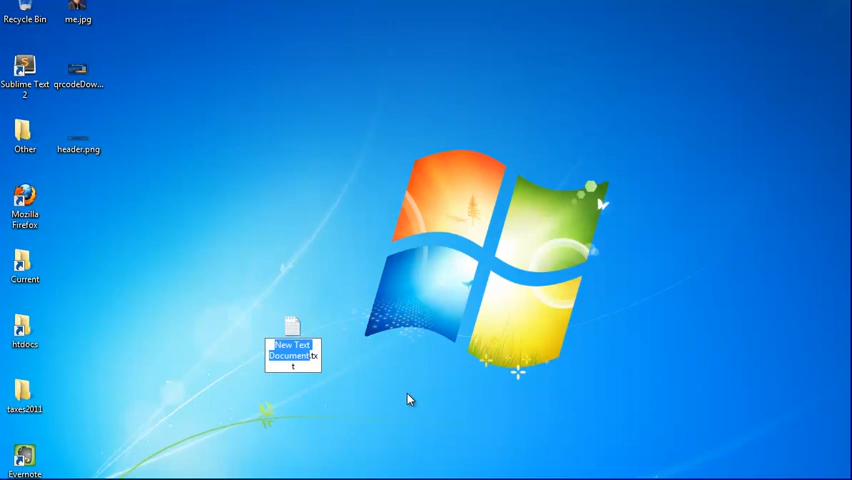 Recycle Bin
me.jpg
Sublime Text
2
qrcodeDow...
Other
header.png
Mozilla
Firefox
Current
New Text
Document.tx
t
htdocs
taxes2011
Evernote